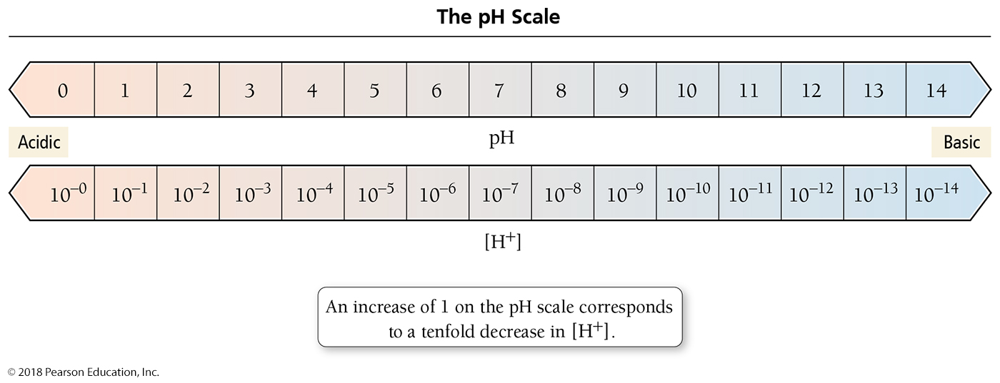 The pH Scale
0 1 2 3 4 5 6 7 8 9 10 11 12 13 14
Acidic
pH
Basic
10⁻⁰ 10⁻¹ 10⁻² 10⁻³ 10⁻⁴ 10⁻⁵ 10⁻⁶ 10⁻⁷ 10⁻⁸ 10⁻⁹ 10⁻¹⁰ 10⁻¹¹ 10⁻¹² 10⁻¹³ 10⁻¹⁴
[H⁺]
An increase of 1 on the pH scale corresponds
to a tenfold decrease in [H⁺].
© 2018 Pearson Education, Inc.